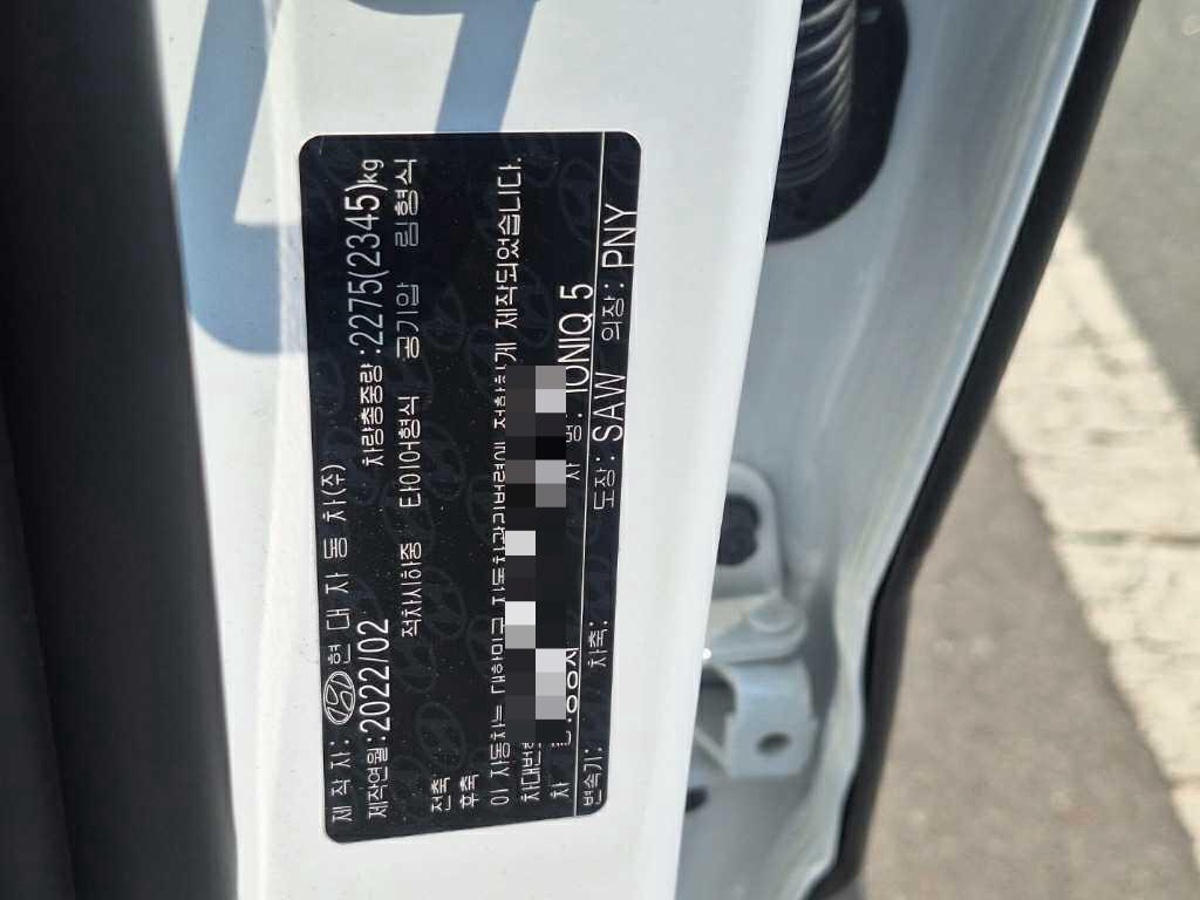 제 작 자: 현 대 자 동 차(주)
제작연월:2022/02 차량총중량:2275(2345)kg
적차시하중 타이어형식 공기압 림형식
전축
후축
이 자동차는 대한민국 자동차관리법령에 적합하게 제작되었습니다.
차대번
차 명: IONIQ 5
변속기: 차축: 도장: SAW 의장: PNY